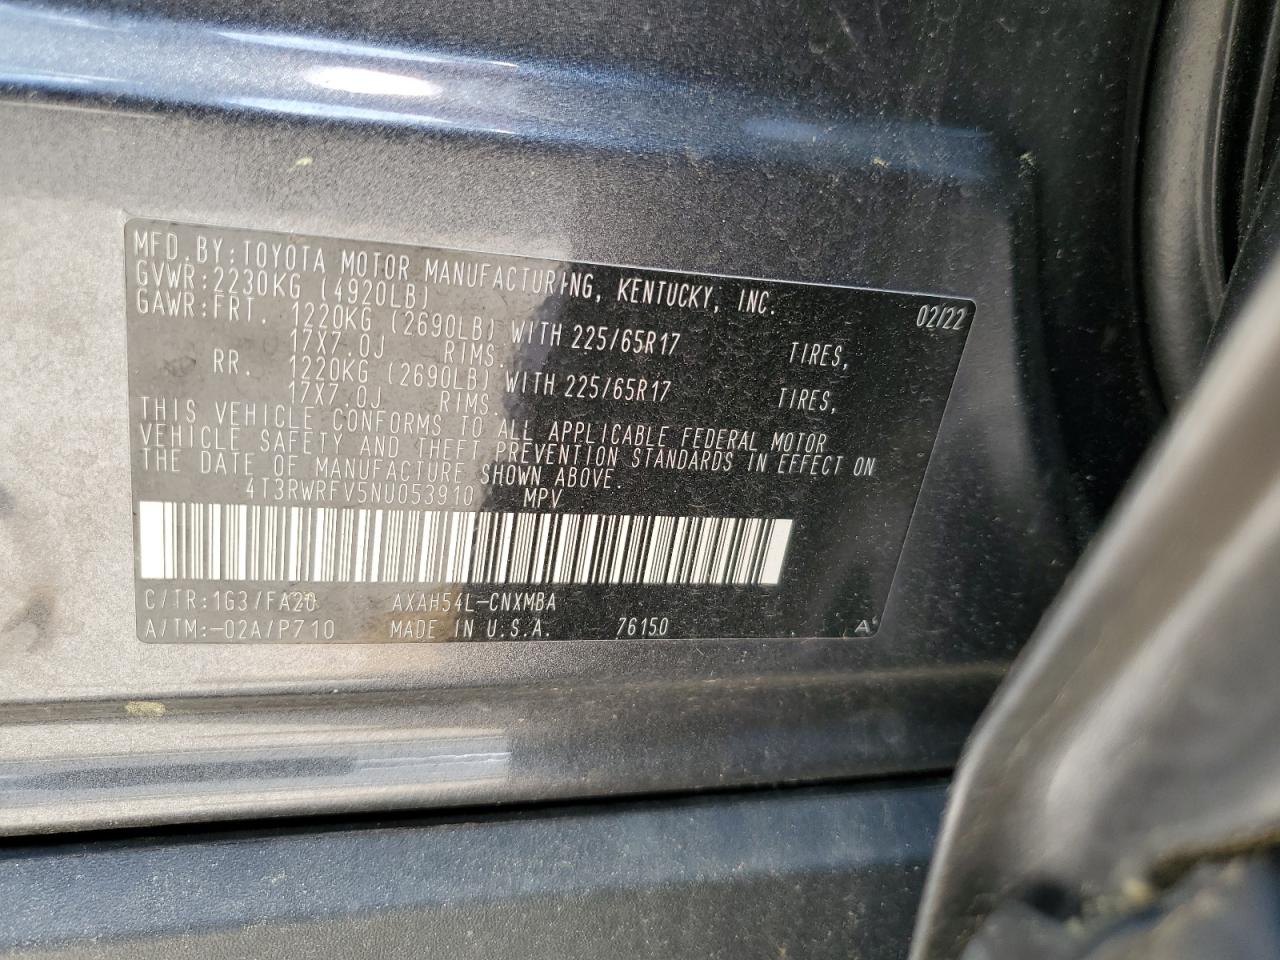 MFD. BY: TOYOTA MOTOR MANUFACTURING, KENTUCKY, INC.
GVWR: 2230KG (4920LB) 02/22
GAWR: FRT. 1220KG (2690LB) WITH 225/65R17 TIRES,
17X7.0J RIMS.
RR. 1220KG (2690LB) WITH 225/65R17 TIRES,
17X7.0J RIMS.
THIS VEHICLE CONFORMS TO ALL APPLICABLE FEDERAL MOTOR
VEHICLE SAFETY AND THEFT PREVENTION STANDARDS IN EFFECT ON
THE DATE OF MANUFACTURE SHOWN ABOVE.
4T3RWRFV5NU053910 MPV
C/TR: 1G3/FA20 AXAH54L-CNXMBA
A/TM: -02A/P710 MADE IN U.S.A. 76150 A